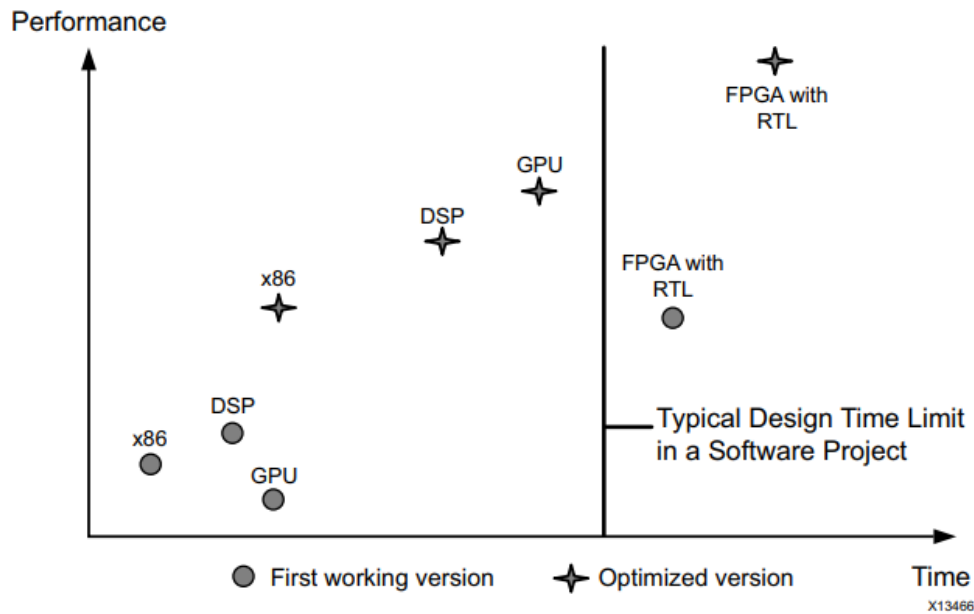 Performance
FPGA with
RTL
GPU
DSP
FPGA with
RTL
x86
DSP
x86
GPU
Typical Design Time Limit
in a Software Project
First working version
Optimized version
Time
X13466